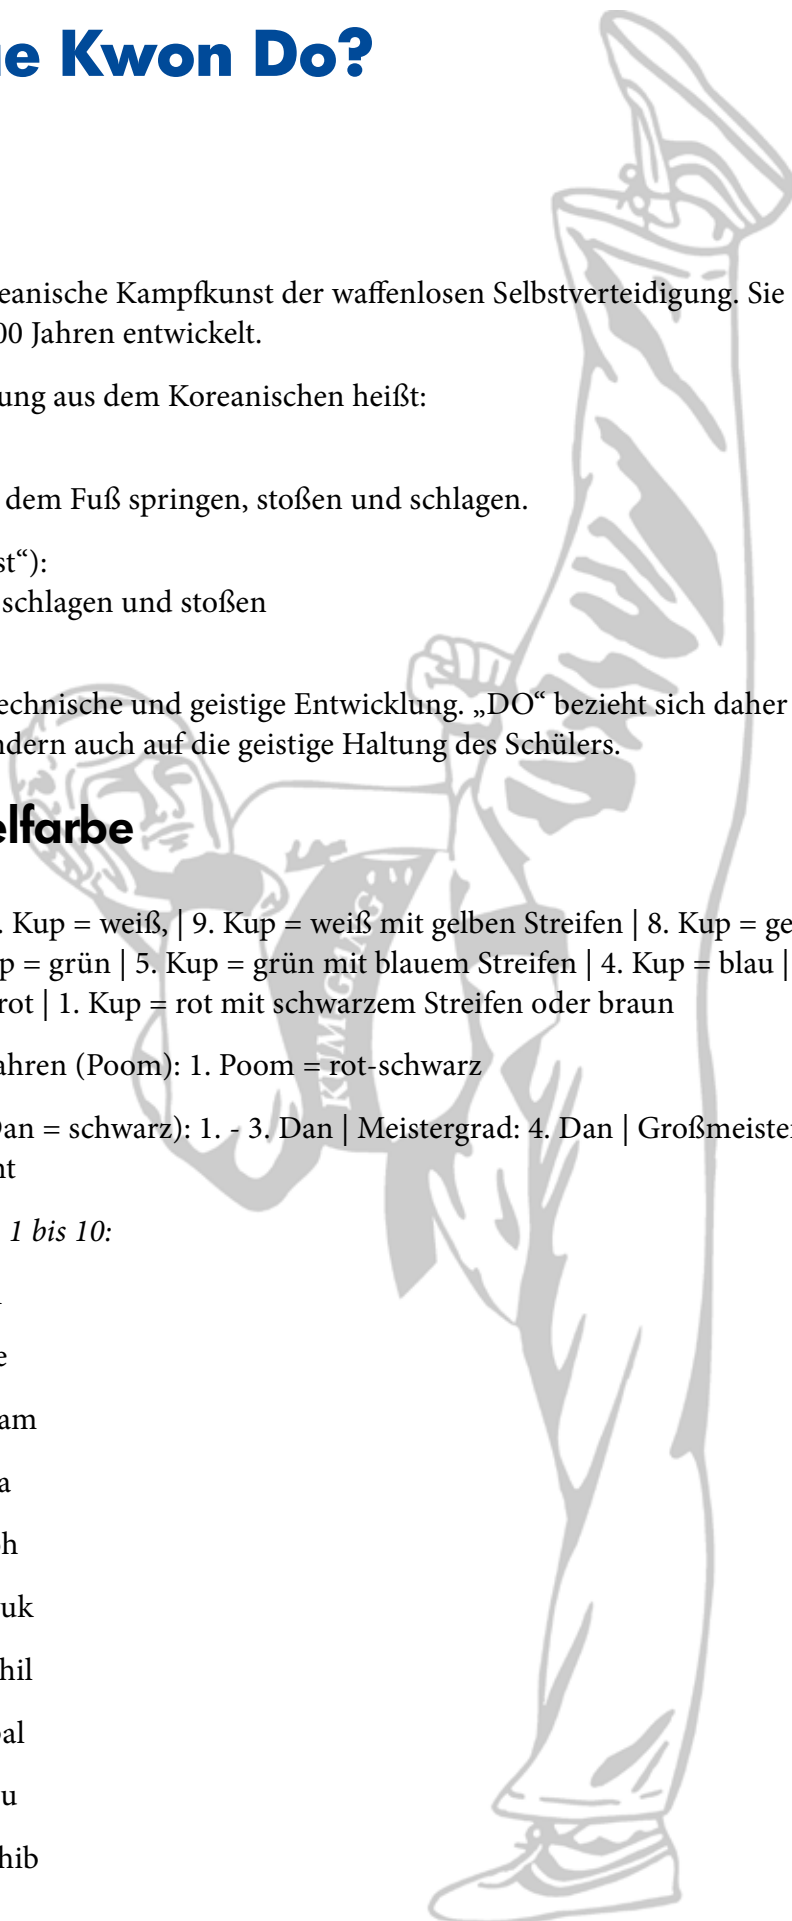 ae Kwon Do?
eanische Kampfkunst der waffenlosen Selbstverteidigung. Sie
00 Jahren entwickelt.
ung aus dem Koreanischen heißt:
dem Fuß springen, stoßen und schlagen.
st“):
schlagen und stoßen
echnische und geistige Entwicklung. „DO“ bezieht sich daher
ndern auch auf die geistige Haltung des Schülers.
elfarbe
. Kup = weiß, | 9. Kup = weiß mit gelben Streifen | 8. Kup = ge
p = grün | 5. Kup = grün mit blauem Streifen | 4. Kup = blau |
rot | 1. Kup = rot mit schwarzem Streifen oder braun
ahren (Poom): 1. Poom = rot-schwarz
Dan = schwarz): 1. - 3. Dan | Meistergrad: 4. Dan | Großmeister
nt
1 bis 10:
e
am
a
h
uk
hil
al
u
hib
KIM GANG